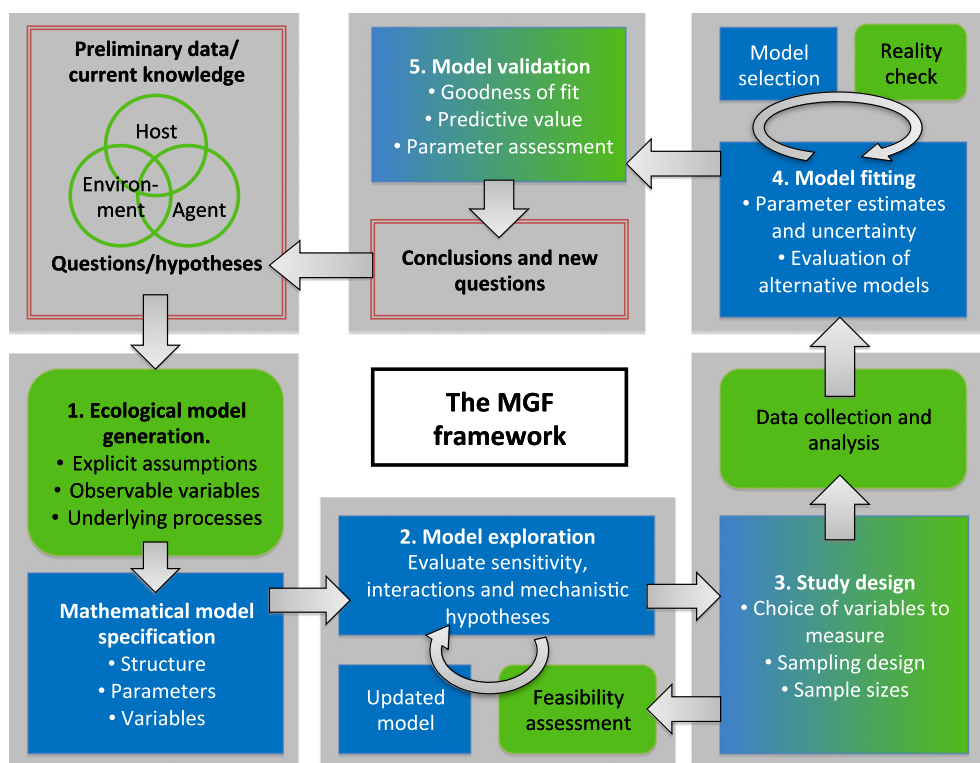 Preliminary data/
current knowledge
Host
Environ-
ment
Agent
Questions/hypotheses
5. Model validation
• Goodness of fit
• Predictive value
• Parameter assessment
Conclusions and new
questions
Model
selection
Reality
check
4. Model fitting
• Parameter estimates
and uncertainty
• Evaluation of
alternative models
1. Ecological model
generation.
• Explicit assumptions
• Observable variables
• Underlying processes
Mathematical model
specification
• Structure
• Parameters
• Variables
The MGF
framework
2. Model exploration
Evaluate sensitivity,
interactions and mechanistic
hypotheses
Updated
model
Feasibility
assessment
Data collection and
analysis
3. Study design
• Choice of variables to
measure
• Sampling design
• Sample sizes